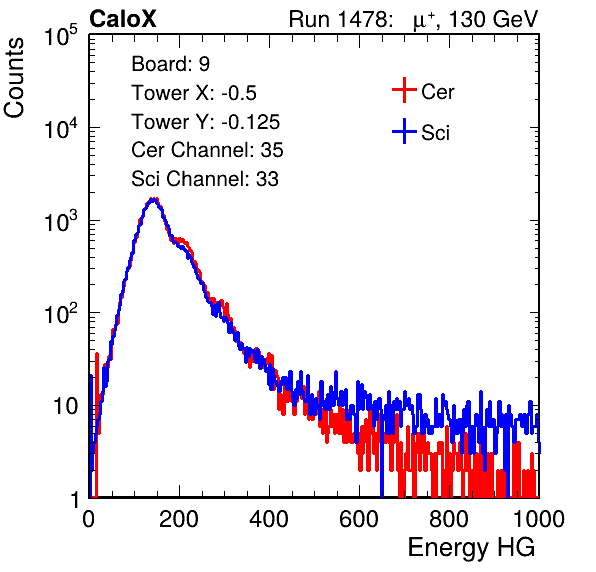 CaloX Run 1478: μ⁺, 130 GeV
Counts
10⁵
10⁴
10³
10²
10
1
Board: 9
Tower X: -0.5
Tower Y: -0.125
Cer Channel: 35
Sci Channel: 33
Cer
Sci
0 200 400 600 800 1000
Energy HG